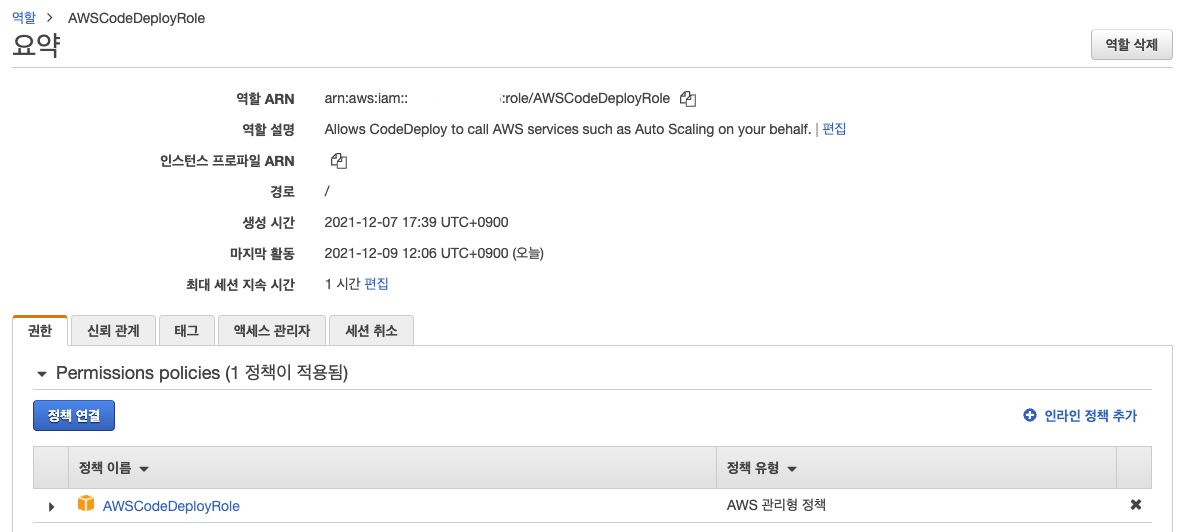 역할 > AWSCodeDeployRole
요약
역할 삭제
역할 ARN arn:aws:iam:: :role/AWSCodeDeployRole
역할 설명 Allows CodeDeploy to call AWS services such as Auto Scaling on your behalf. | 편집
인스턴스 프로파일 ARN
경로 /
생성 시간 2021-12-07 17:39 UTC+0900
마지막 활동 2021-12-09 12:06 UTC+0900 (오늘)
최대 세션 지속 시간 1 시간 편집
권한 신뢰 관계 태그 액세스 관리자 세션 취소
Permissions policies (1 정책이 적용됨)
정책 연결 인라인 정책 추가
정책 이름 정책 유형
AWSCodeDeployRole AWS 관리형 정책